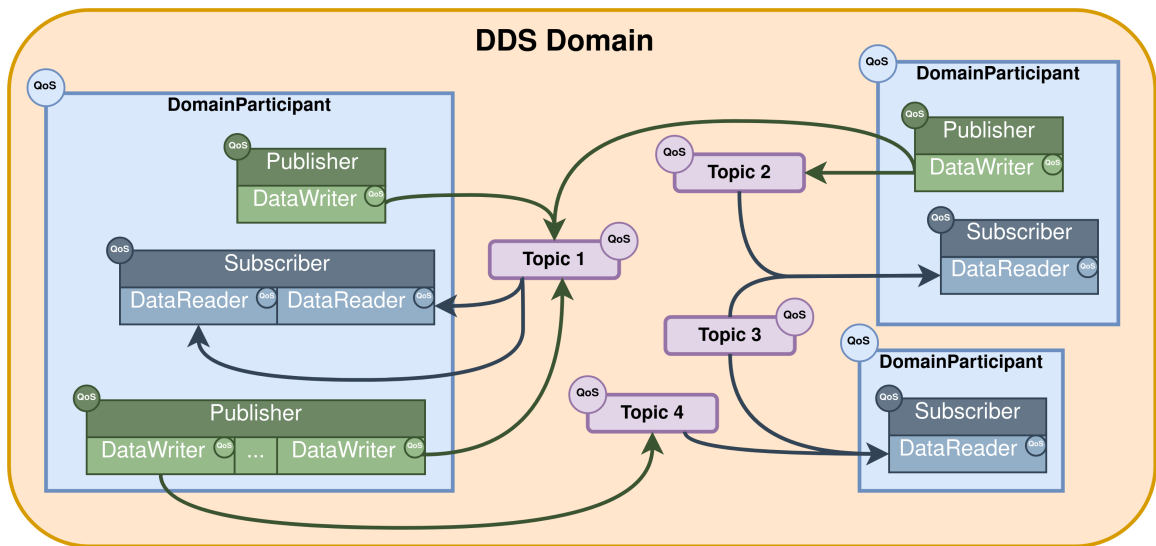 DDS Domain
QoS
DomainParticipant
QoS
Publisher
DataWriter
QoS
QoS
Subscriber
DataReader
QoS
DataReader
QoS
QoS
Publisher
DataWriter
QoS
...
DataWriter
QoS
QoS
Topic 1
QoS
Topic 2
Topic 3
QoS
QoS
Topic 4
QoS
DomainParticipant
QoS
Publisher
DataWriter
QoS
QoS
Subscriber
DataReader
QoS
QoS
DomainParticipant
QoS
Subscriber
DataReader
QoS